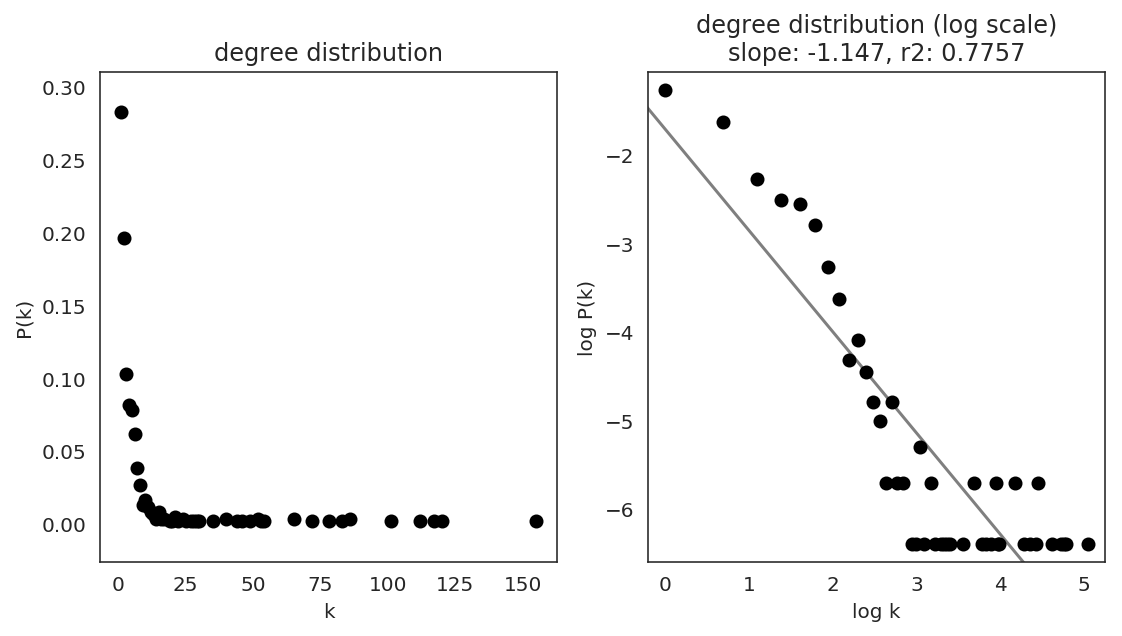 degree distribution
0.30
0.25
0.20
0.15
0.10
0.05
0.00
P(k)
0 25 50 75 100 125 150
k
degree distribution (log scale)
slope: -1.147, r2: 0.7757
−2
−3
−4
−5
−6
log P(k)
0 1 2 3 4 5
log k